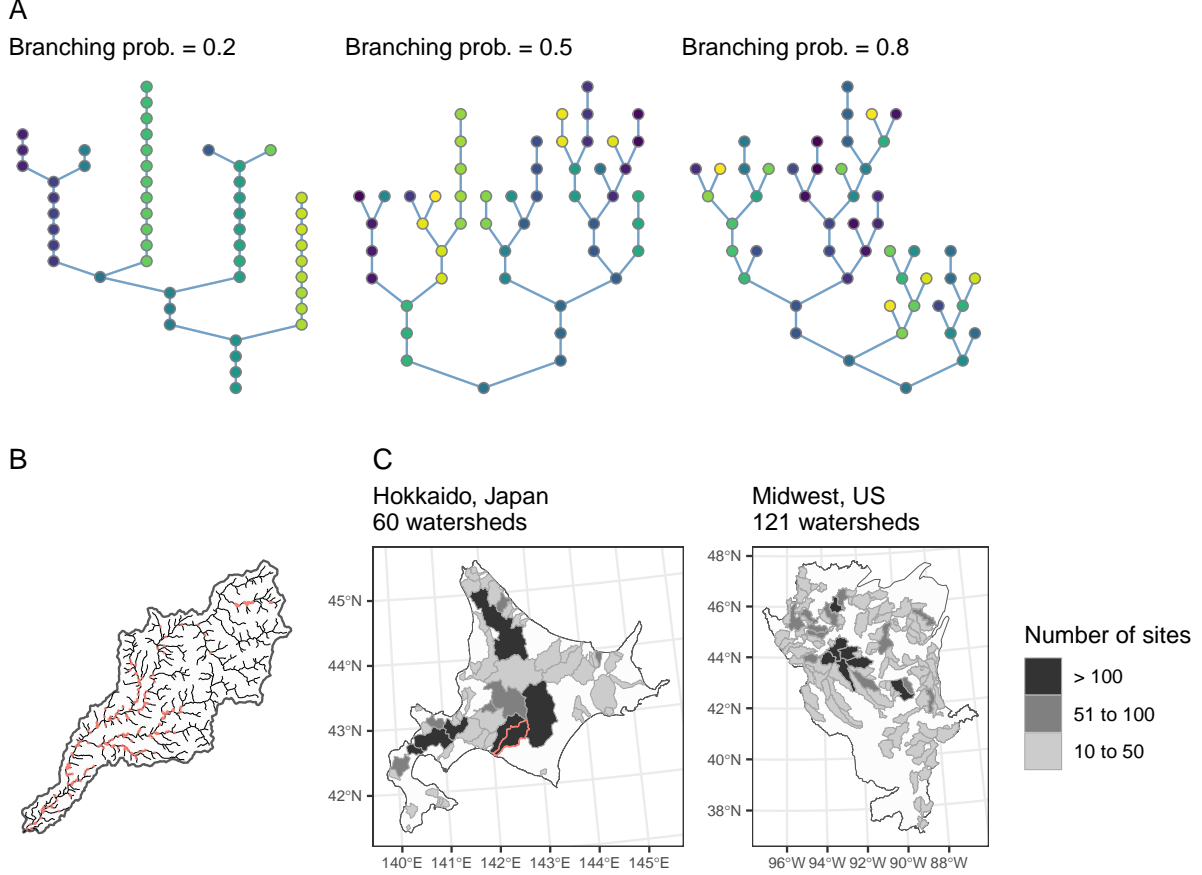 A
Branching prob. = 0.2
Branching prob. = 0.5
Branching prob. = 0.8
B
C
Hokkaido, Japan
60 watersheds
Midwest, US
121 watersheds
45°N
44°N
43°N
42°N
140°E 141°E 142°E 143°E 144°E 145°E
48°N
46°N
44°N
42°N
40°N
38°N
96°W 94°W 92°W 90°W 88°W
Number of sites
> 100
51 to 100
10 to 50